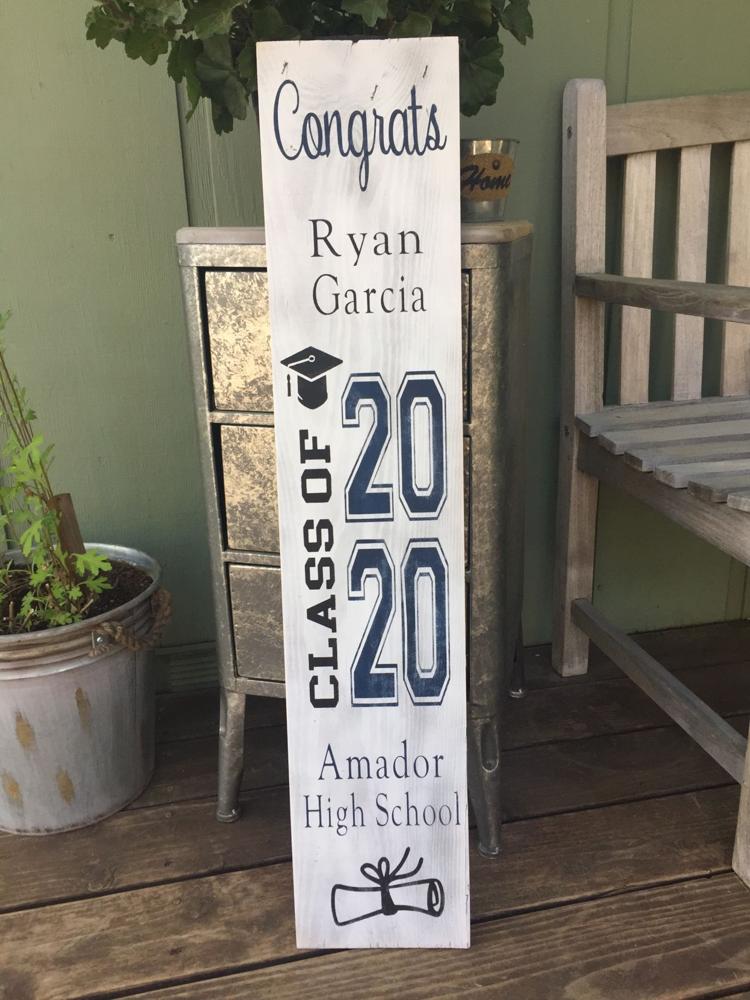 Congrats
Home
Ryan
Garcia
CLASS OF
20
20
Amador
High School